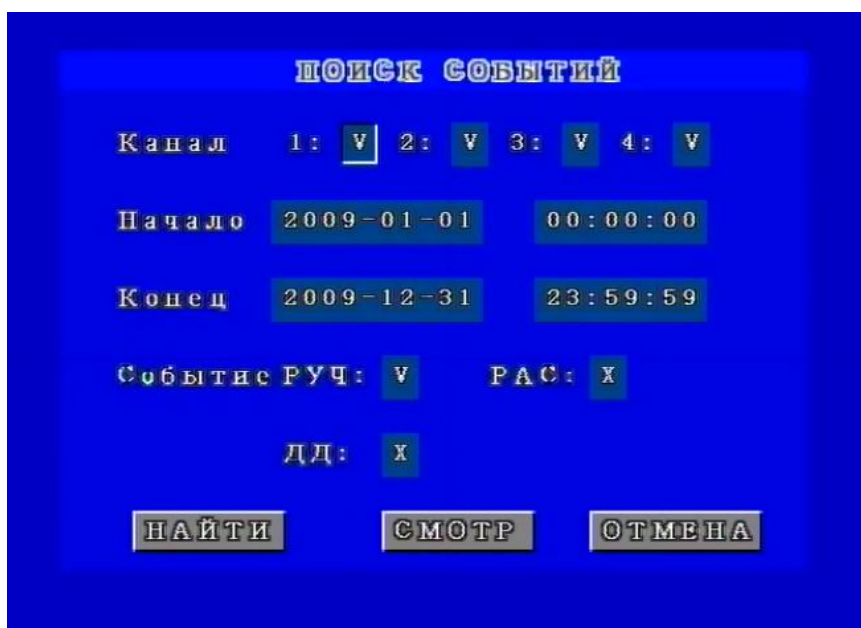 ПОИСК СОБЫТИЙ
Канал 1: V 2: V 3: V 4: V
Начало 2009-01-01 00:00:00
Конец 2009-12-31 23:59:59
Событие РУЧ: V РАС: X
ДД: X
НАЙТИ СМОТР ОТМЕНА